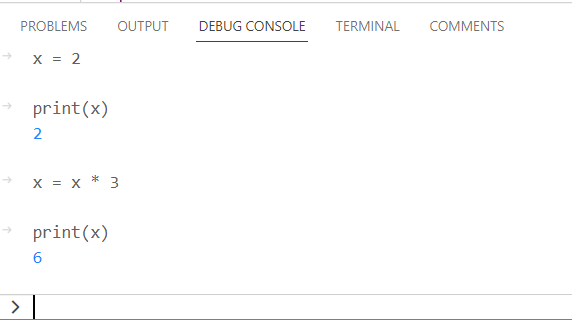 PROBLEMS OUTPUT DEBUG CONSOLE TERMINAL COMMENTS
→ x = 2
→ print(x)
2
→ x = x * 3
→ print(x)
6
>